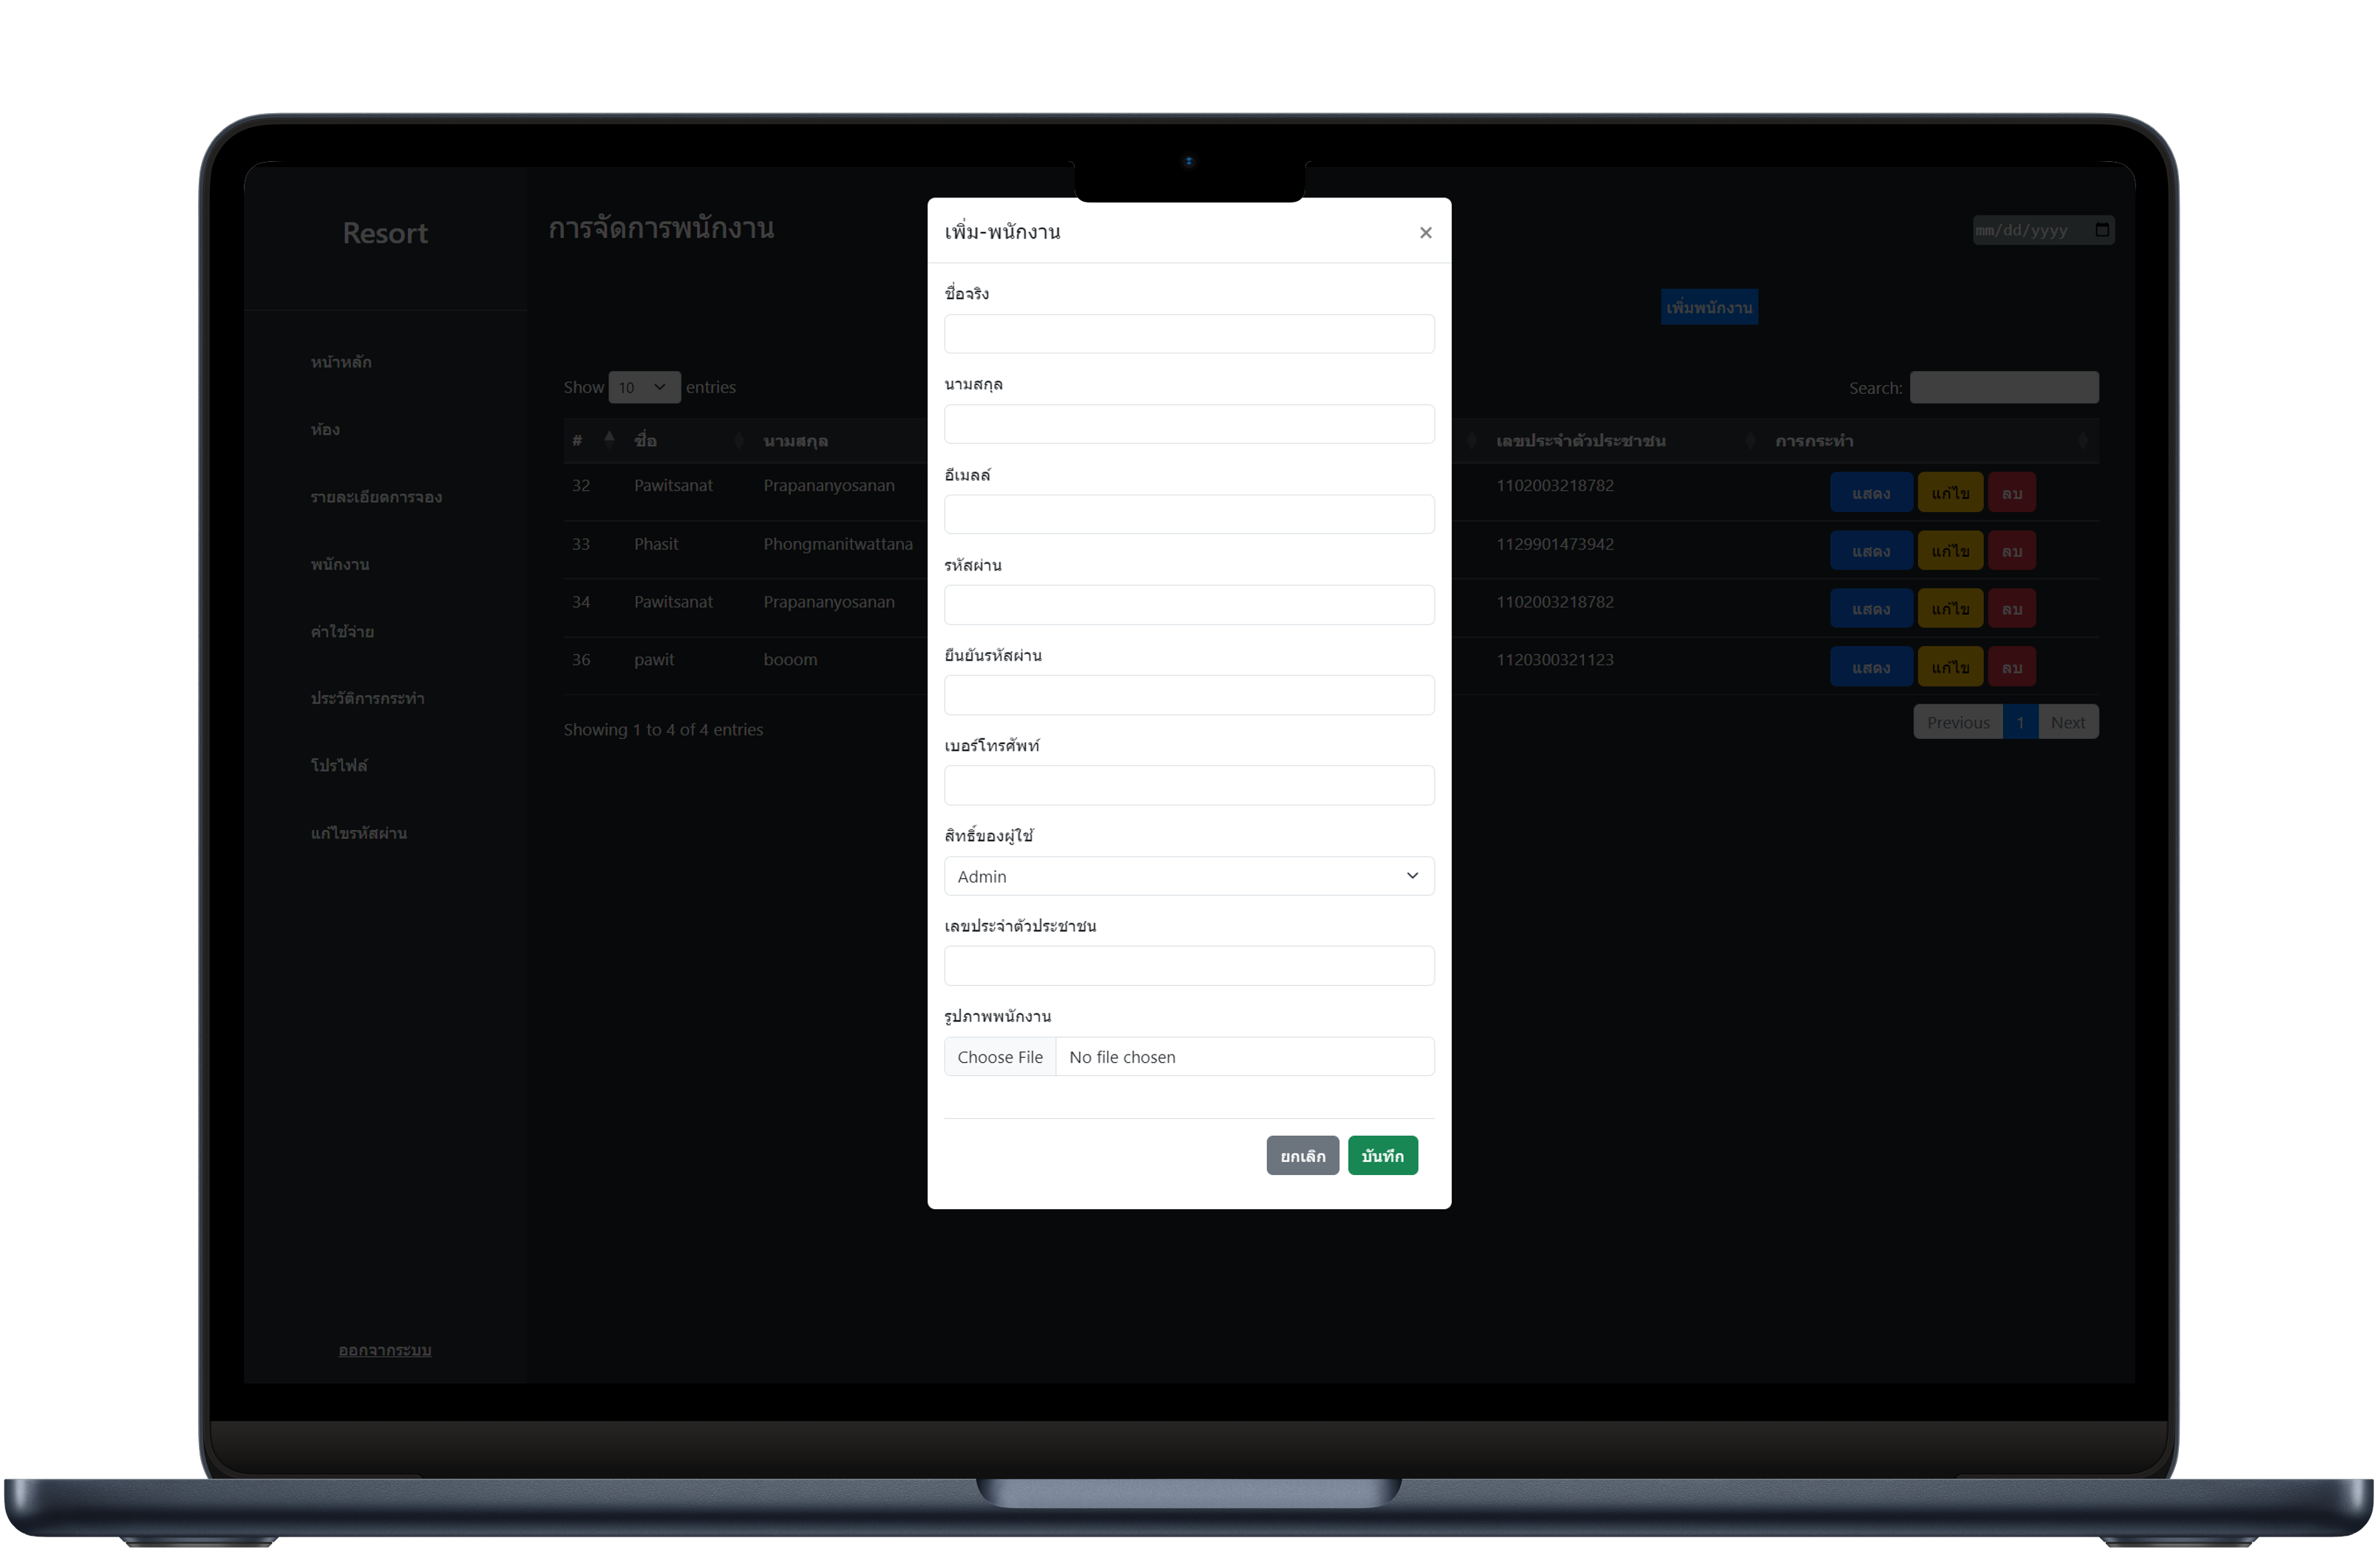 Resort
หน้าหลัก
ห้อง
รายละเอียดการจอง
พนักงาน
ค่าใช้จ่าย
ประวัติการกระทำ
โปรไฟล์
แก้ไขรหัสผ่าน
ออกจากระบบ
การจัดการพนักงาน
mm/dd/yyyy
เพิ่มพนักงาน
Show 10 entries
Search:
# ชื่อ นามสกุล เลขประจำตัวประชาชน การกระทำ
32 Pawitsanat Prapananyosanan 1102003218782 แสดง แก้ไข ลบ
33 Phasit Phongmanitwattana 1129901473942 แสดง แก้ไข ลบ
34 Pawitsanat Prapananyosanan 1102003218782 แสดง แก้ไข ลบ
36 pawit booom 1120300321123 แสดง แก้ไข ลบ
Showing 1 to 4 of 4 entries
Previous 1 Next
เพิ่ม-พนักงาน ×
ชื่อจริง
นามสกุล
อีเมลล์
รหัสผ่าน
ยืนยันรหัสผ่าน
เบอร์โทรศัพท์
สิทธิ์ของผู้ใช้
Admin
เลขประจำตัวประชาชน
รูปภาพพนักงาน
Choose File No file chosen
ยกเลิก บันทึก